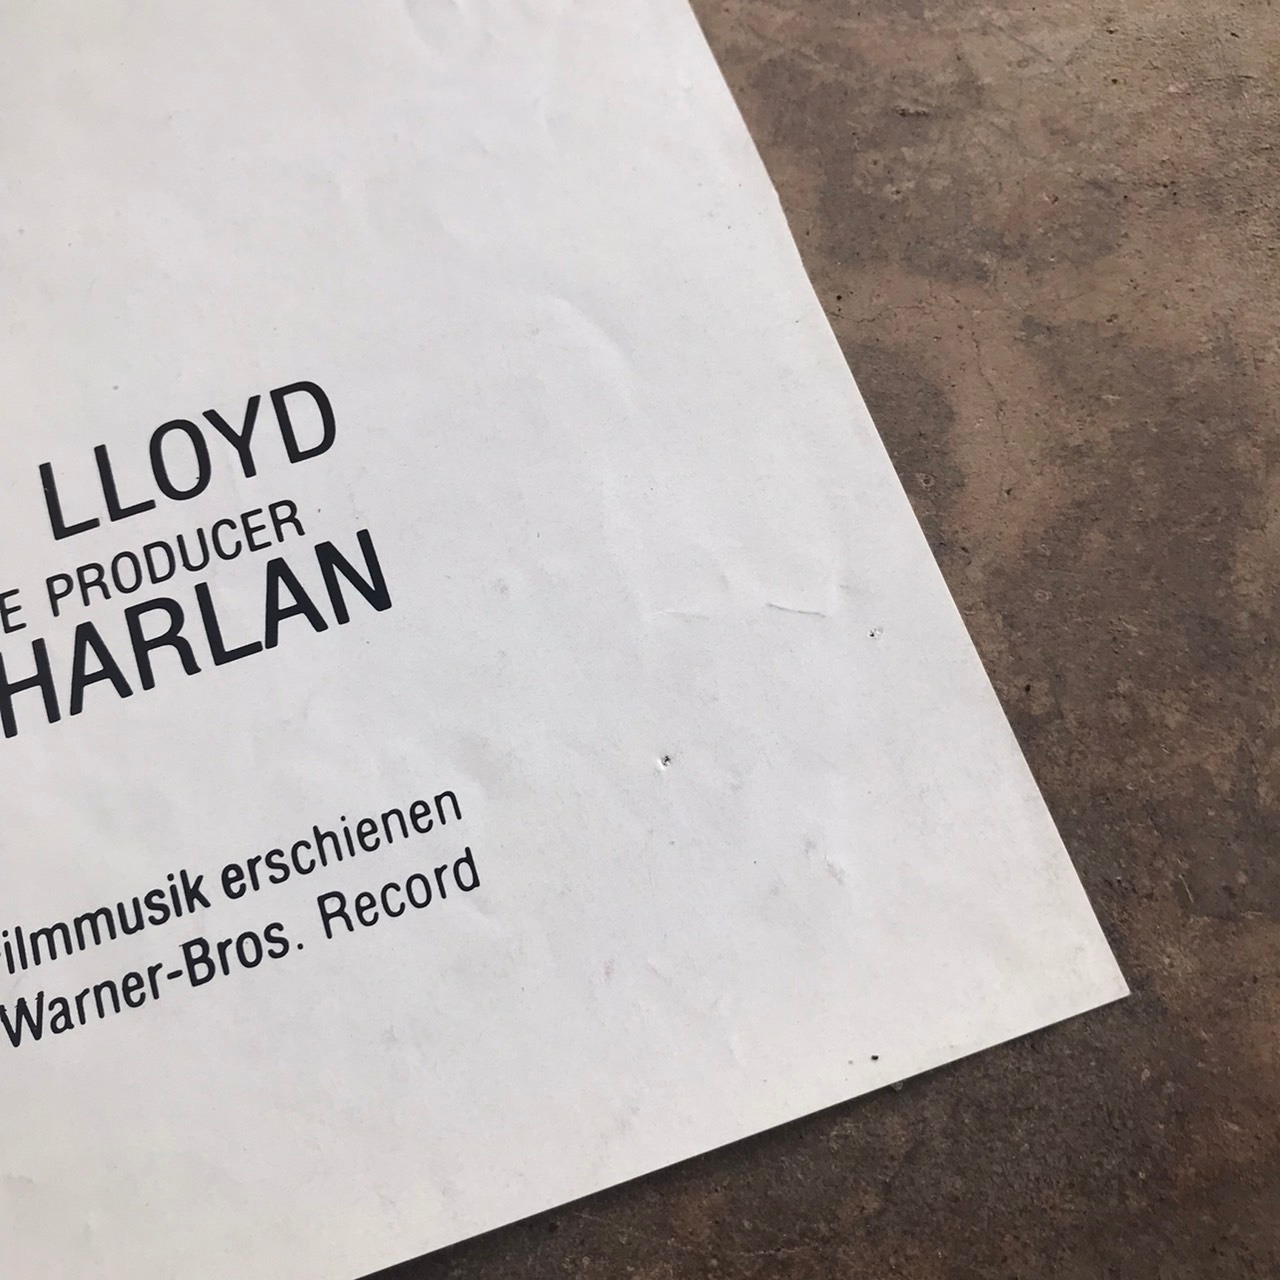 LLOYD
E PRODUCER
HARLAN
ilmmusik erschienen
Warner-Bros. Record